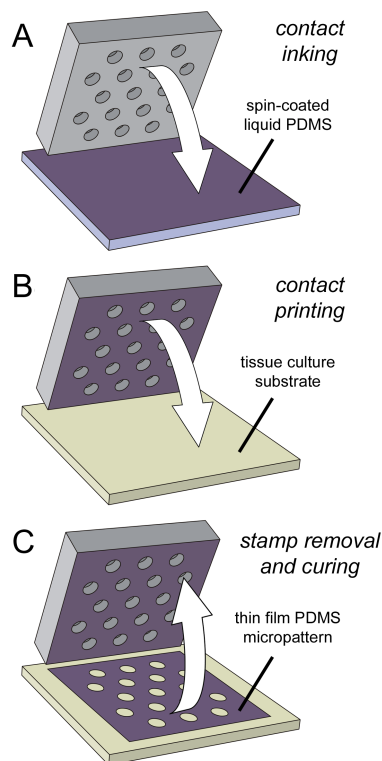 A
contact
inking
spin-coated
liquid PDMS
B
contact
printing
tissue culture
substrate
C
stamp removal
and curing
thin film PDMS
micropattern